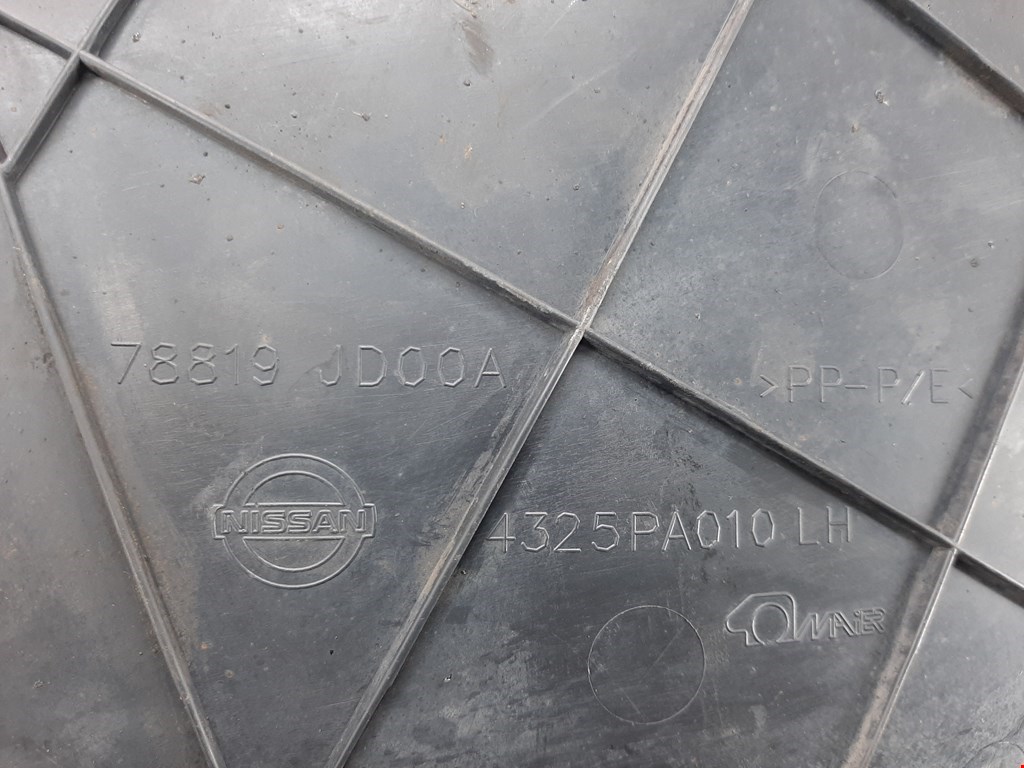 78819 JD00A
>PP-P/E<
NISSAN
4325PA010 LH
MAiER